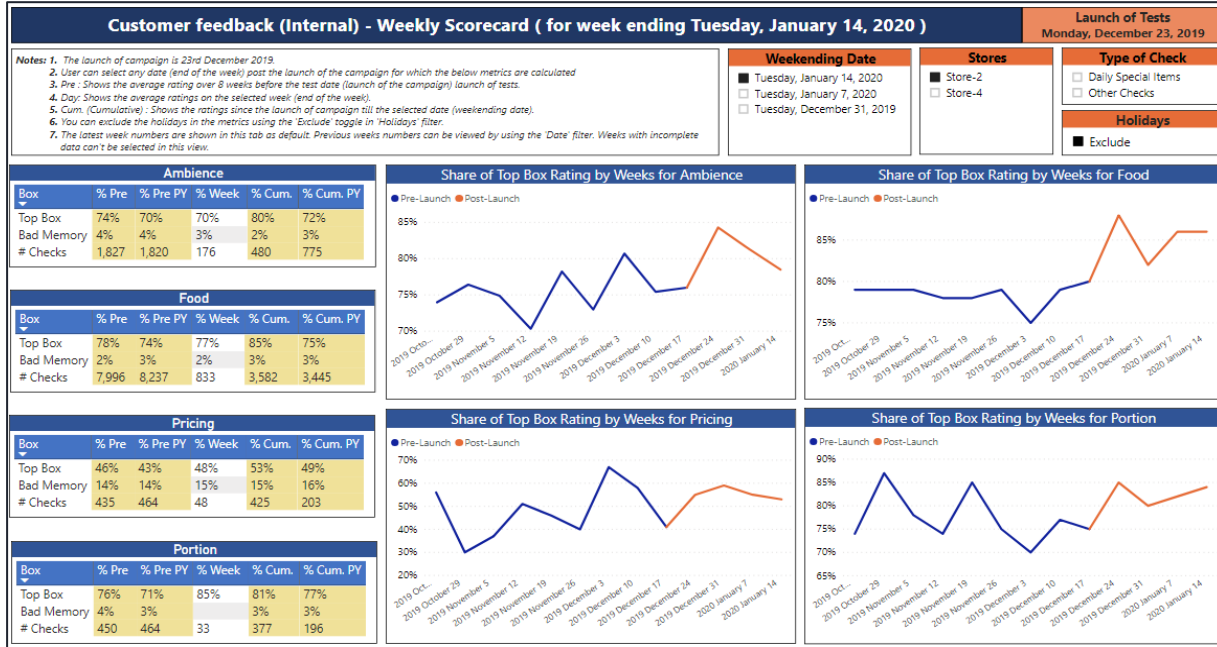 Customer feedback (Internal) - Weekly Scorecard ( for week ending Tuesday, January 14, 2020 )
Launch of Tests
Monday, December 23, 2019
Notes: 1. The launch of campaign is 23rd December 2019.
2. User can select any date (end of the week) post the launch of the campaign for which the below metrics are calculated
3. Pre : Shows the average rating over 8 weeks before the test date (launch of the campaign) launch of tests.
4. Day: Shows the average ratings on the selected week (end of the week).
5. Cum. (Cumulative) : Shows the ratings since the launch of campaign till the selected date (weekending date).
6. You can exclude the holidays in the metrics using the 'Exclude' toggle in 'Holidays' filter.
7. The latest week numbers are shown in this tab as default. Previous weeks numbers can be viewed by using the 'Date' filter. Weeks with incomplete
data can't be selected in this view.
Weekending Date
Tuesday, January 14, 2020
Tuesday, January 7, 2020
Tuesday, December 31, 2019
Stores
Store-2
Store-4
Type of Check
Daily Special Items
Other Checks
Holidays
Exclude
Ambience
Box % Pre % Pre PY % Week % Cum. % Cum. PY
Top Box 74% 70% 70% 80% 72%
Bad Memory 4% 4% 3% 2% 3%
# Checks 1,827 1,820 176 480 775
Share of Top Box Rating by Weeks for Ambience
Pre-Launch Post-Launch
85%
80%
75%
70%
2019 Octo...
2019 October 29
2019 November 5
2019 November 12
2019 November 19
2019 November 26
2019 December 3
2019 December 10
2019 December 17
2019 December 24
2019 December 31
2020 January 14
Share of Top Box Rating by Weeks for Food
Pre-Launch Post-Launch
85%
80%
75%
2019 Oct...
2019 October 29
2019 November 5
2019 November 12
2019 November 19
2019 November 26
2019 December 3
2019 December 10
2019 December 17
2019 December 24
2019 December 31
2020 January 7
2020 January 14
Food
Box % Pre % Pre PY % Week % Cum. % Cum. PY
Top Box 78% 74% 77% 85% 75%
Bad Memory 2% 3% 2% 3% 3%
# Checks 7,996 8,237 833 3,582 3,445
Pricing
Box % Pre % Pre PY % Week % Cum. % Cum. PY
Top Box 46% 43% 48% 53% 49%
Bad Memory 14% 14% 15% 15% 16%
# Checks 435 464 48 425 203
Share of Top Box Rating by Weeks for Pricing
Pre-Launch Post-Launch
70%
60%
50%
40%
30%
20%
2019 Oct...
2019 October 29
2019 November 5
2019 November 12
2019 November 19
2019 November 26
2019 December 3
2019 December 10
2019 December 17
2019 December 24
2019 December 31
2020 January 7
2020 January 14
Share of Top Box Rating by Weeks for Portion
Pre-Launch Post-Launch
90%
85%
80%
75%
70%
65%
2019 Oct...
2019 October 29
2019 November 5
2019 November 12
2019 November 19
2019 November 26
2019 December 3
2019 December 10
2019 December 17
2019 December 24
2019 December 31
2020 January 7
2020 January 14
Portion
Box % Pre % Pre PY % Week % Cum. % Cum. PY
Top Box 76% 71% 85% 81% 77%
Bad Memory 4% 3% 3% 3%
# Checks 450 464 33 377 196